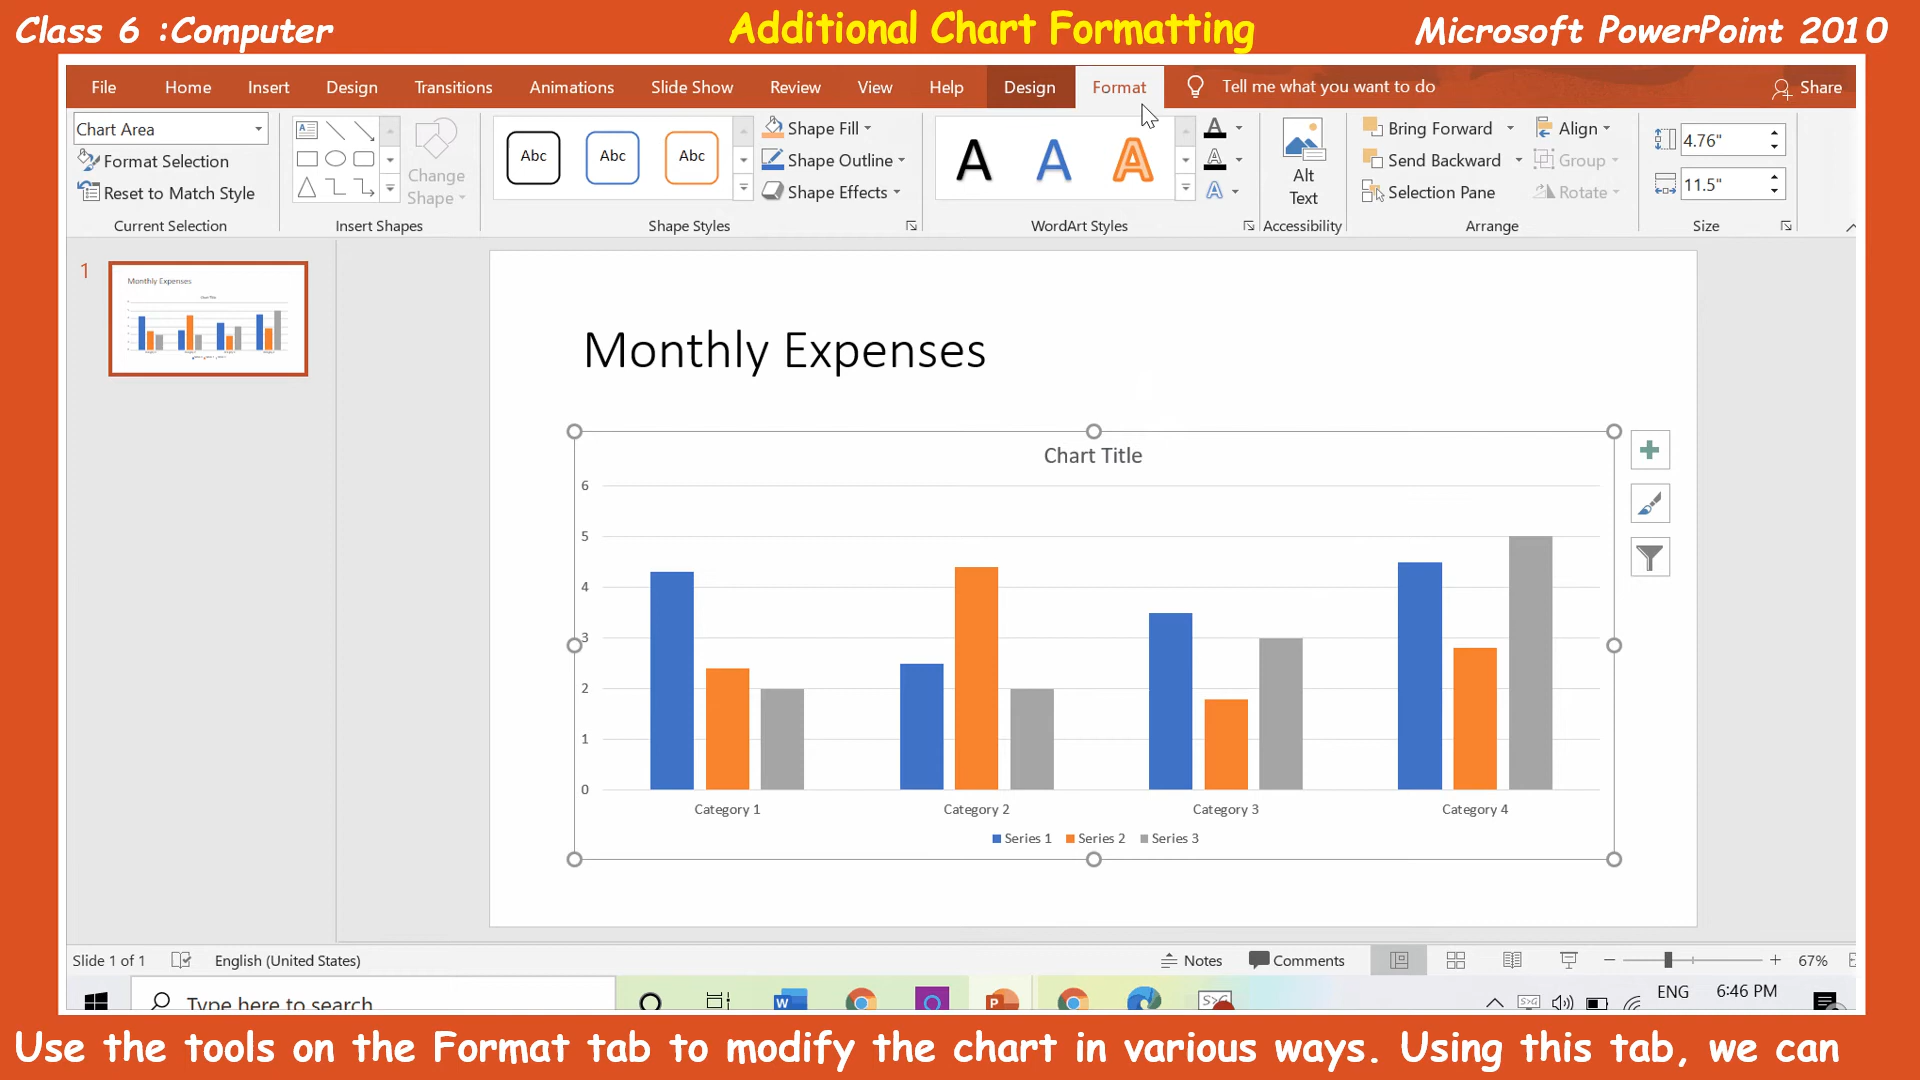 Class 6 :Computer
Additional Chart Formatting
Microsoft PowerPoint 2010
File Home Insert Design Transitions Animations Slide Show Review View Help Design Format Tell me what you want to do Share
Chart Area
Format Selection
Reset to Match Style
Current Selection
Change
Shape
Insert Shapes
Abc Abc Abc
Shape Fill
Shape Outline
Shape Effects
Shape Styles
A A A
WordArt Styles
Alt
Text
Accessibility
Bring Forward
Send Backward
Selection Pane
Align
Group
Rotate
Arrange
4.76"
11.5"
Size
1
Monthly Expenses
Monthly Expenses
Chart Title
6
5
4
3
2
1
0
Category 1 Category 2 Category 3 Category 4
Series 1 Series 2 Series 3
Slide 1 of 1 English (United States) Notes Comments 67%
Type here to search
ENG 6:46 PM
Use the tools on the Format tab to modify the chart in various ways. Using this tab, we can